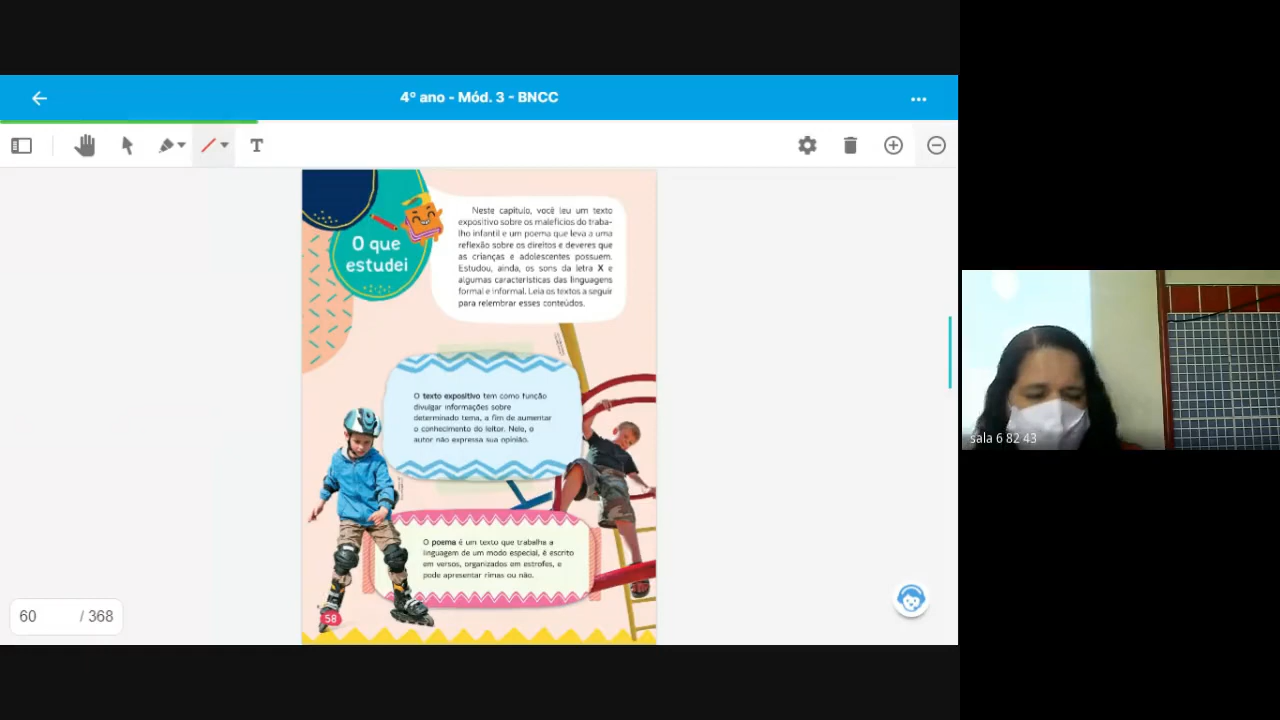 4º ano - Mód. 3 - BNCC
T
O que
estudei
Neste capítulo, você leu um texto
expositivo sobre os malefícios do traba-
lho infantil e um poema que leva a uma
reflexão sobre os direitos e deveres que
as crianças e adolescentes possuem.
Estudou, ainda, os sons da letra X e
algumas características das linguagens
formal e informal. Leia os textos a seguir
para relembrar esses conteúdos.
O texto expositivo tem como função
divulgar informações sobre
determinado tema, a fim de aumentar
o conhecimento do leitor. Nele, o
autor não expressa sua opinião.
O poema é um texto que trabalha a
linguagem de um modo especial, é escrito
em versos, organizados em estrofes, e
pode apresentar rimas ou não.
58
60 / 368
sala 6 82 43